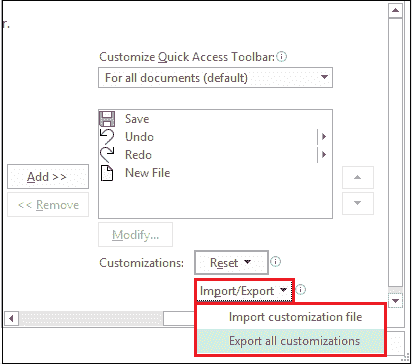 r.
Customize Quick Access Toolbar:
For all documents (default)
Save
Undo
Redo
New File
Add >>
<< Remove
Modify...
Customizations: Reset
Import/Export
Import customization file
Export all customizations